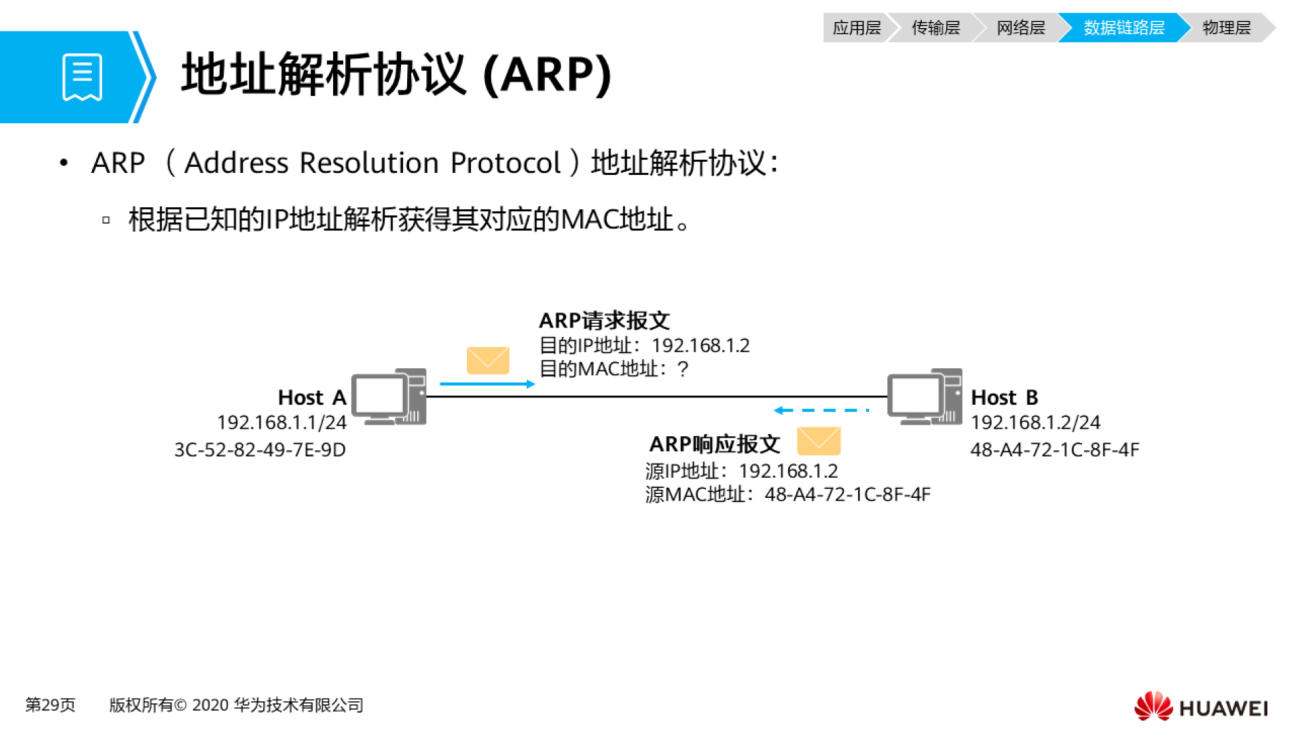 应用层 传输层 网络层 数据链路层 物理层
地址解析协议 (ARP)
• ARP （Address Resolution Protocol）地址解析协议：
▫ 根据已知的IP地址解析获得其对应的MAC地址。
ARP请求报文
目的IP地址：192.168.1.2
目的MAC地址：？
Host A
192.168.1.1/24
3C-52-82-49-7E-9D
Host B
192.168.1.2/24
48-A4-72-1C-8F-4F
ARP响应报文
源IP地址：192.168.1.2
源MAC地址：48-A4-72-1C-8F-4F
第29页 版权所有© 2020 华为技术有限公司
HUAWEI